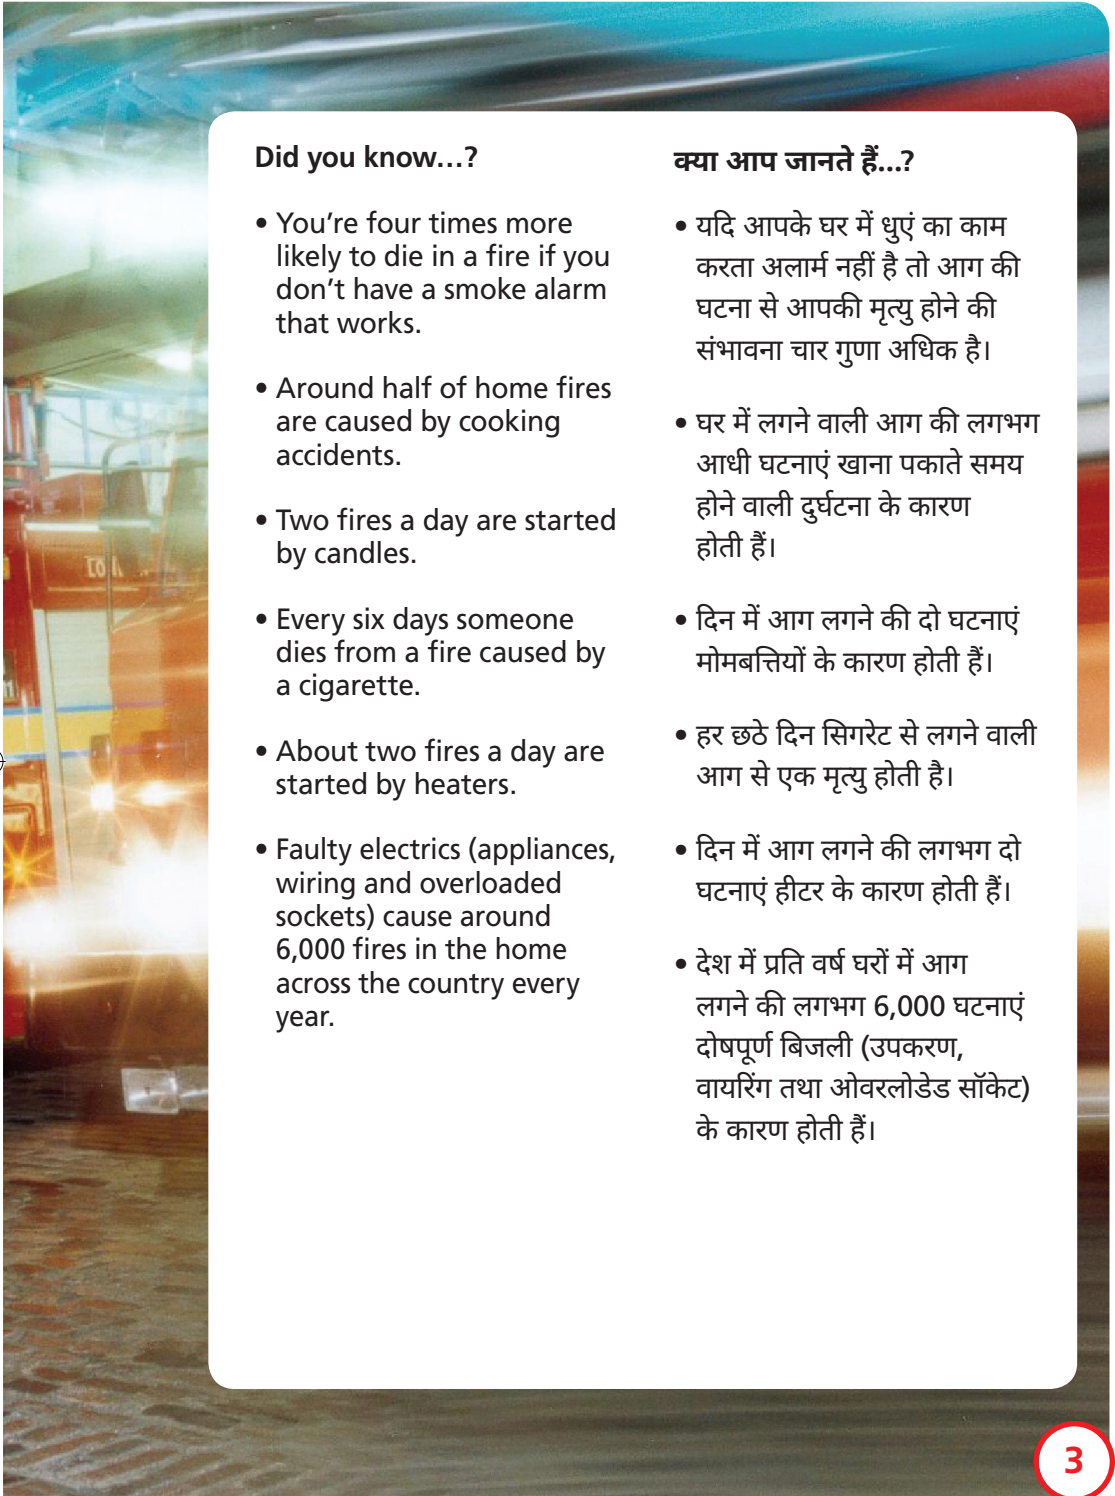 Did you know...?
• You're four times more
likely to die in a fire if you
don't have a smoke alarm
that works.
• Around half of home fires
are caused by cooking
accidents.
• Two fires a day are started
by candles.
• Every six days someone
dies from a fire caused by
a cigarette.
• About two fires a day are
started by heaters.
• Faulty electrics (appliances,
wiring and overloaded
sockets) cause around
6,000 fires in the home
across the country every
year.
क्या आप जानते हैं...?
• यदि आपके घर में धुएं का काम
करता अलार्म नहीं है तो आग की
घटना से आपकी मृत्यु होने की
संभावना चार गुणा अधिक है।
• घर में लगने वाली आग की लगभग
आधी घटनाएं खाना पकाते समय
होने वाली दुर्घटना के कारण
होती हैं।
• दिन में आग लगने की दो घटनाएं
मोमबत्तियों के कारण होती हैं।
• हर छठे दिन सिगरेट से लगने वाली
आग से एक मृत्यु होती है।
• दिन में आग लगने की लगभग दो
घटनाएं हीटर के कारण होती हैं।
• देश में प्रति वर्ष घरों में आग
लगने की लगभग 6,000 घटनाएं
दोषपूर्ण बिजली (उपकरण,
वायरिंग तथा ओवरलोडेड सॉकेट)
के कारण होती हैं।
3